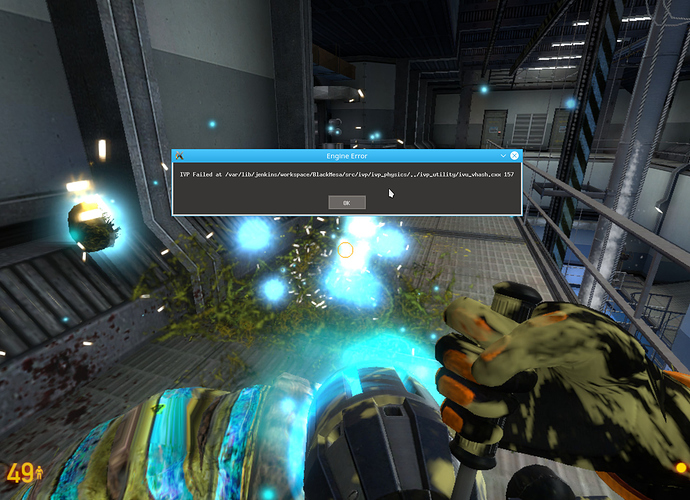 Engine Error
IVP Failed at /var/lib/jenkins/workspace/BlackMesa/src/ivp/ivp_physics/../ivp_utility/ivu_vhash.cxx 157
OK
49